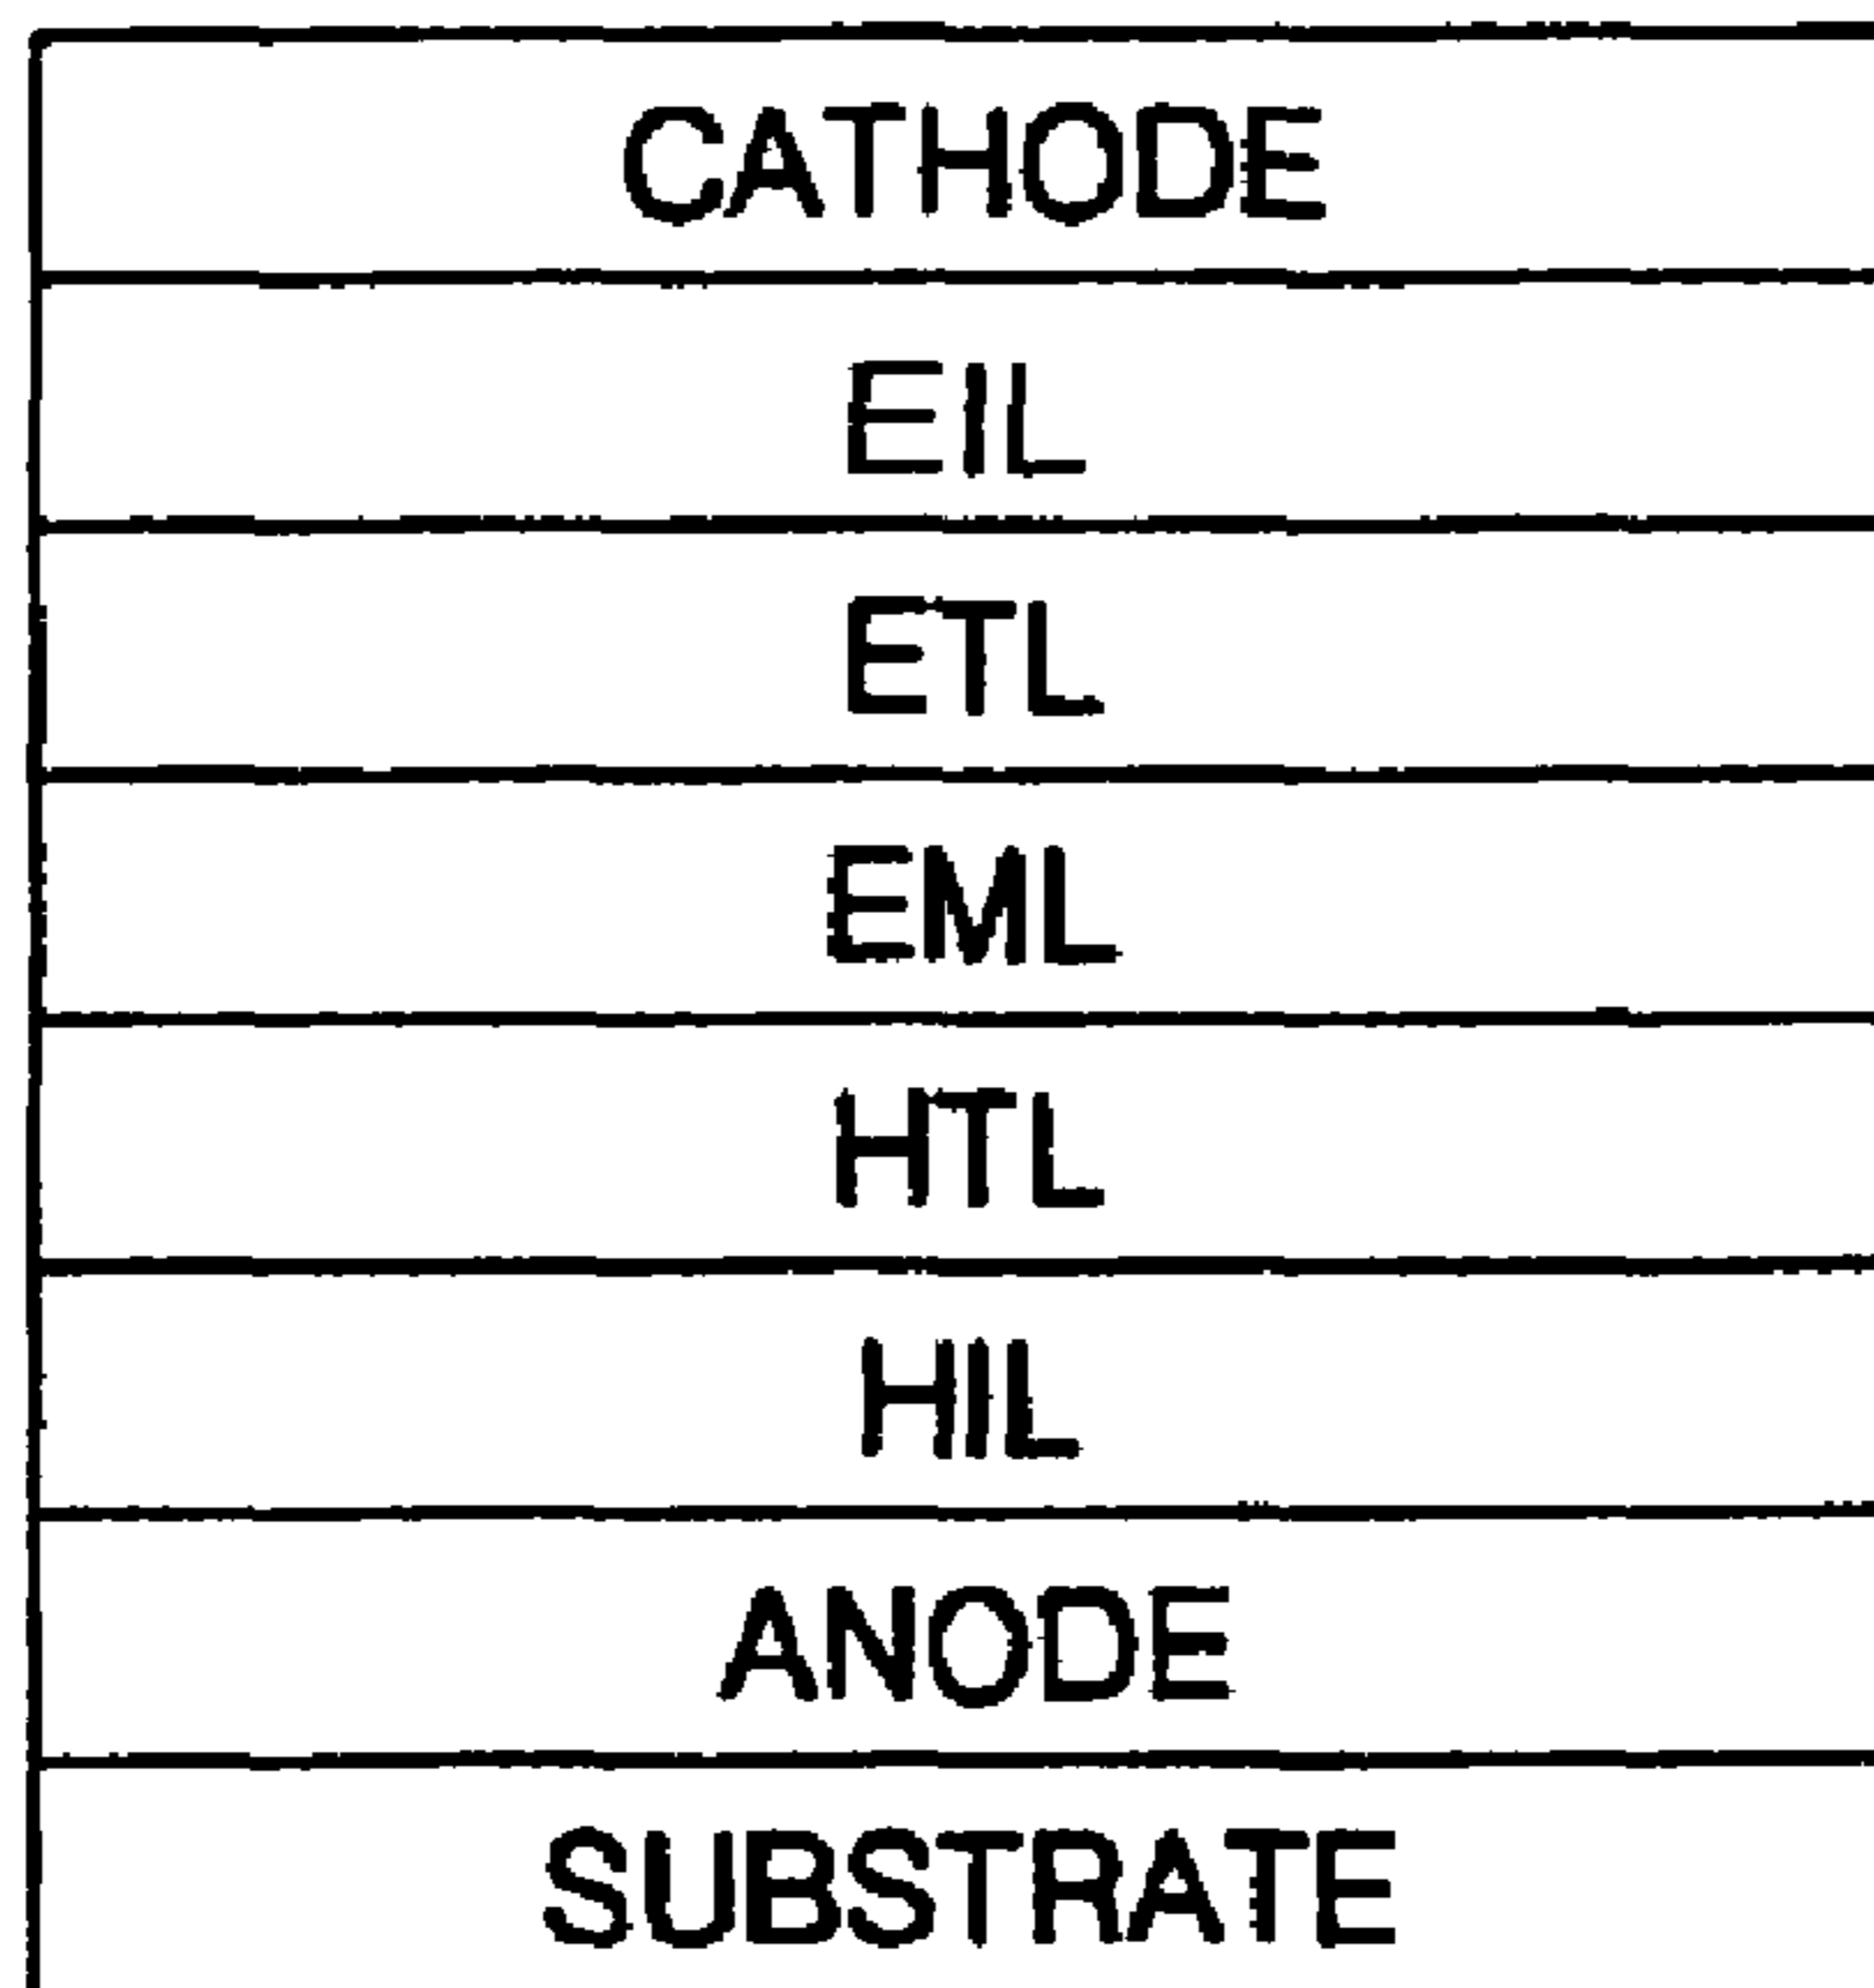 CATHODE
EIL
ETL
EML
HTL
HIL
ANODE
SUBSTRATE